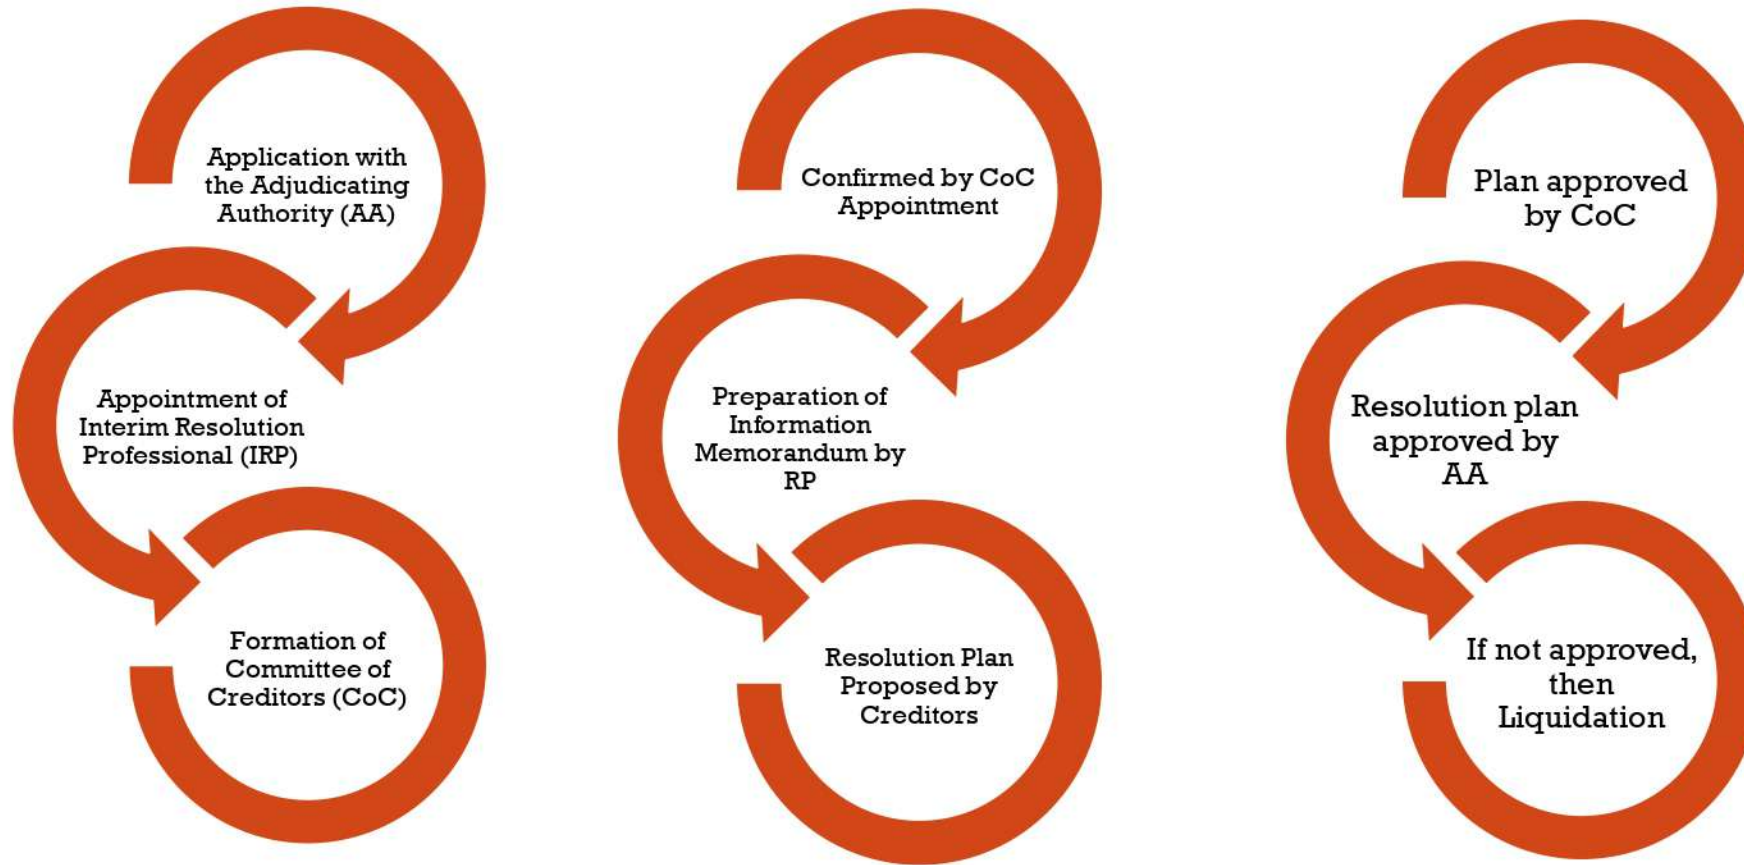 Application with
the Adjudicating
Authority (AA)
Appointment of
Interim Resolution
Professional (IRP)
Formation of
Committee of
Creditors (CoC)
Confirmed by CoC
Appointment
Preparation of
Information
Memorandum by
RP
Resolution Plan
Proposed by
Creditors
Plan approved
by CoC
Resolution plan
approved by
AA
If not approved,
then
Liquidation